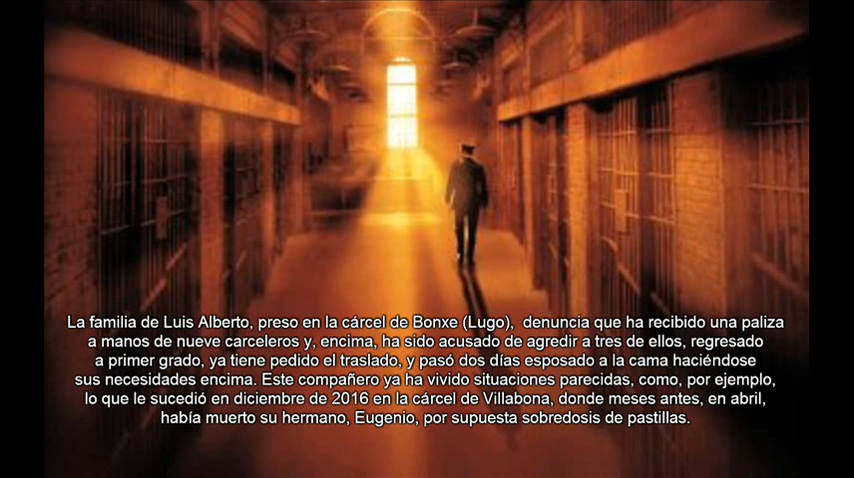 La familia de Luis Alberto, preso en la cárcel de Bonxe (Lugo),  denuncia que ha recibido una paliza
a manos de nueve carceleros y, encima, ha sido acusado de agredir a tres de ellos, regresado
a primer grado, ya tiene pedido el traslado, y pasó dos días esposado a la cama haciéndose
sus necesidades encima. Este compañero ya ha vivido situaciones parecidas, como, por ejemplo,
lo que le sucedió en diciembre de 2016 en la cárcel de Villabona, donde meses antes, en abril,
había muerto su hermano, Eugenio, por supuesta sobredosis de pastillas.